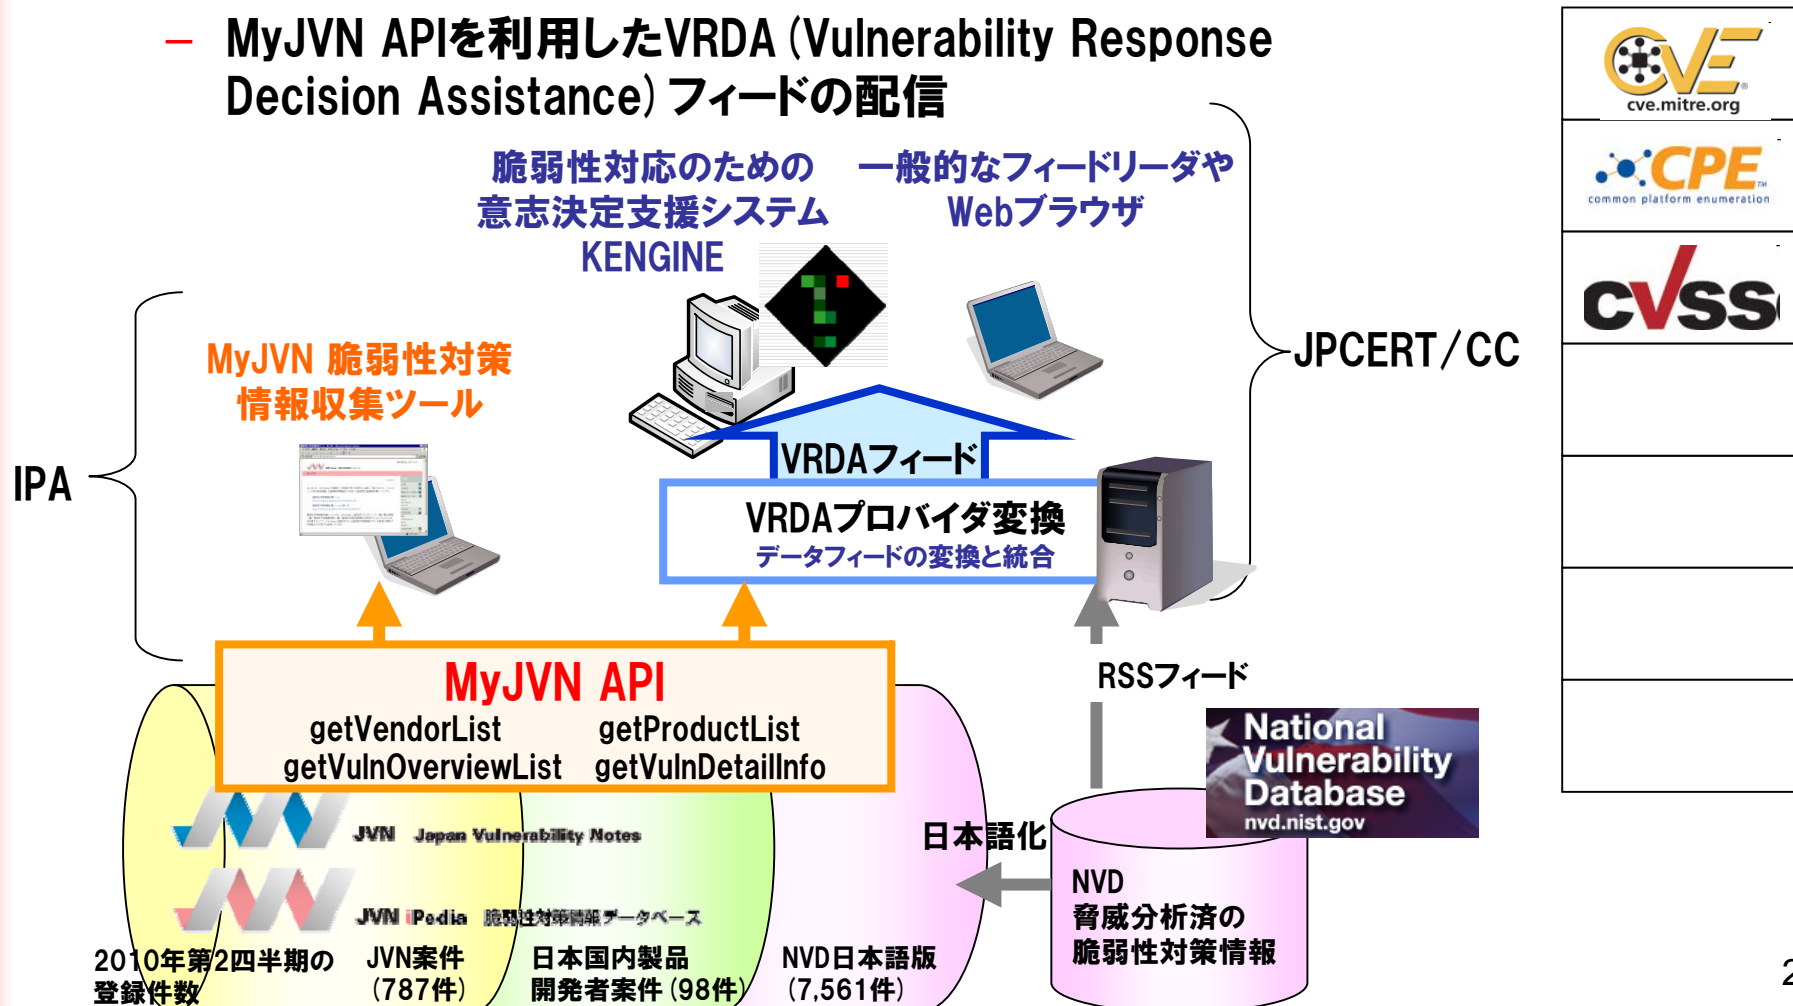 – MyJVN APIを利用したVRDA（Vulnerability Response
Decision Assistance）フィードの配信
cve.mitre.org
CPE
common platform enumeration
CVSS
脆弱性対応のための
意志決定支援システム
KENGINE
一般的なフィードリーダや
Webブラウザ
JPCERT/CC
MyJVN 脆弱性対策
情報収集ツール
IPA
VRDAフィード
VRDAプロバイダ変換
データフィードの変換と統合
MyJVN API
getVendorList getProductList
getVulnOverviewList getVulnDetailInfo
RSSフィード
National
Vulnerability
Database
nvd.nist.gov
JVN Japan Vulnerability Notes
日本語化
JVN iPedia 脆弱性対策情報データベース
NVD
脅威分析済の
脆弱性対策情報
2010年第2四半期の
登録件数
JVN案件
（787件）
日本国内製品
開発者案件（98件）
NVD日本語版
（7,561件）